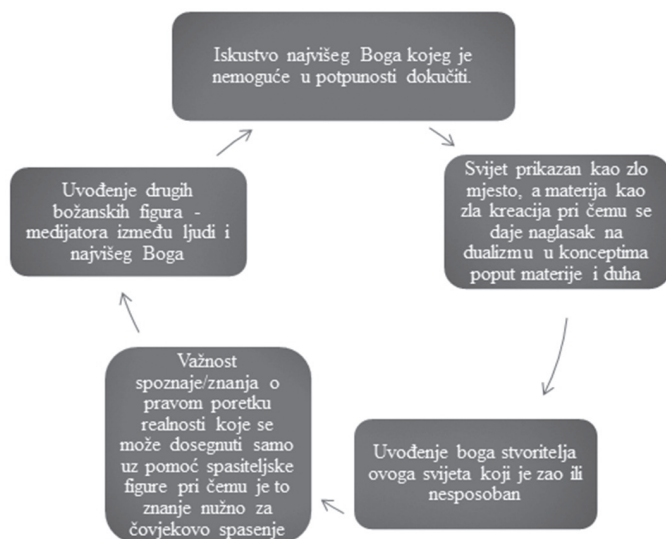 Iskustvo najvišeg Boga kojeg je
nemoguće u potpunosti dokučiti.
Svijet prikazan kao zlo
mjesto, a materija kao
zla kreacija pri čemu se
daje naglasak na
dualizmu u konceptima
poput materije i duha
Uvođenje boga stvoritelja
ovoga svijeta koji je zao ili
nesposoban
Važnost
spoznaje/znanja o
pravom poretku
realnosti koje se
može dosegnuti samo
uz pomoć spasiteljske
figure pri čemu je to
znanje nužno za
čovjekovo spasenje
Uvođenje drugih
božanskih figura -
medijatora između ljudi i
najvišeg Boga